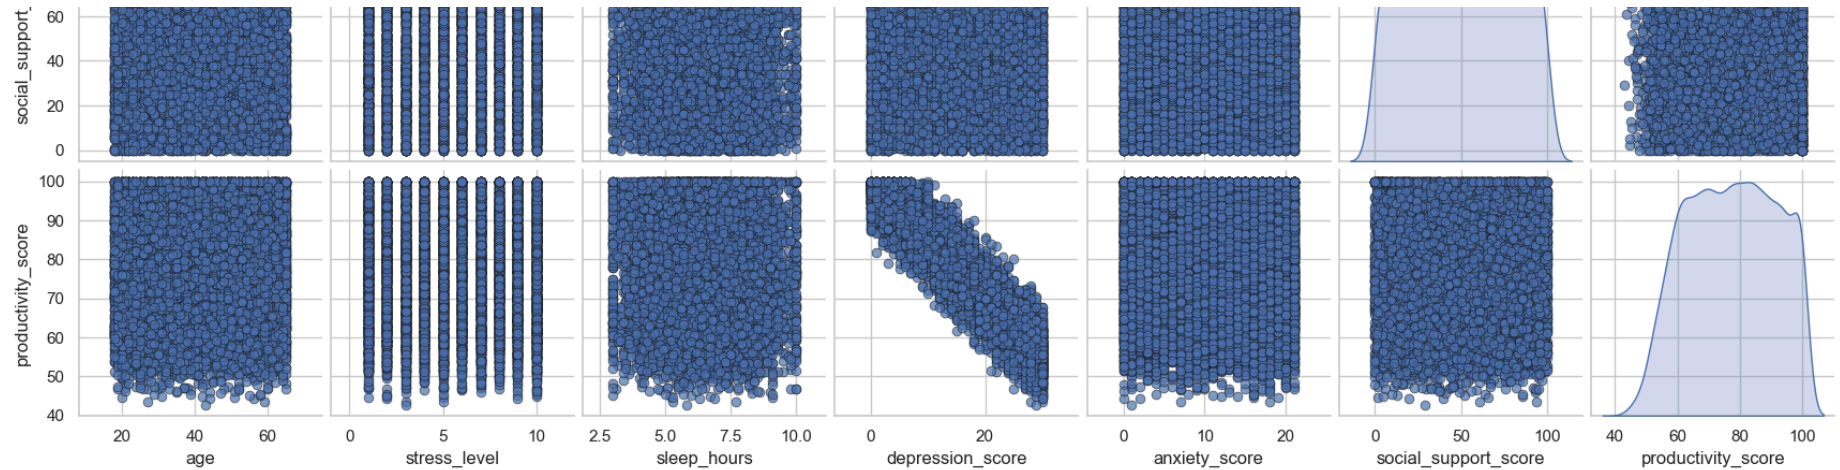 social_support_
60
40
20
0
productivity_score
100
90
80
70
60
50
40
20 40 60
0 5 10
2.5 5.0 7.5 10.0
0 20
0 10 20
0 50 100
40 60 80 100
age
stress_level
sleep_hours
depression_score
anxiety_score
social_support_score
productivity_score